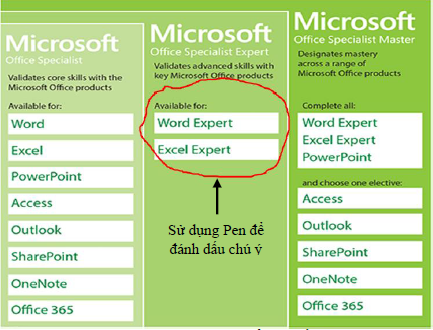 Microsoft
Office Specialist
Validates core skills with the
Microsoft Office products
Available for:
Word
Excel
PowerPoint
Access
Outlook
SharePoint
OneNote
Office 365
Microsoft
Office Specialist Expert
Validates advanced skills with
key Microsoft Office products
Available for:
Word Expert
Excel Expert
Sử dụng Pen để
đánh dấu chú ý
Microsoft
Office Specialist Master
Designates mastery
across a range of
Microsoft Office products
Complete all:
Word Expert
Excel Expert
PowerPoint
and choose one elective:
Access
Outlook
SharePoint
OneNote
Office 365